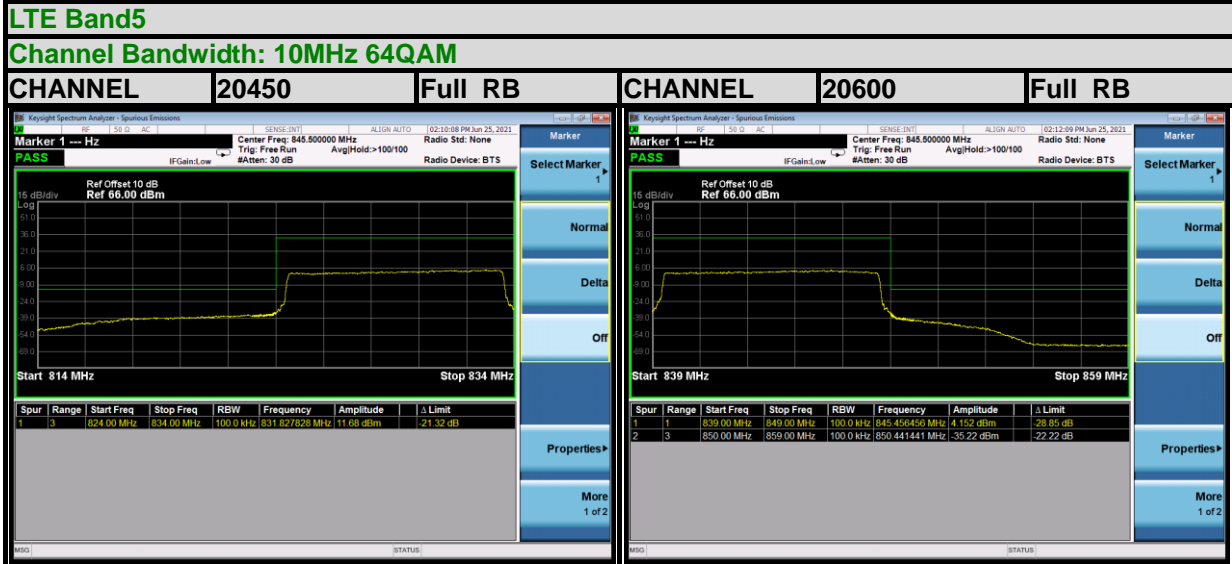 LTE Band5
Channel Bandwidth: 10MHz 64QAM
CHANNEL 20450 Full RB CHANNEL 20600 Full RB
Keysight Spectrum Analyzer - Spurious Emissions
RF 50 Ω AC SENSE:INT ALIGN AUTO 02:10:08 PM Jun 25, 2021
Marker 1 --- Hz
Center Freq: 845.500000 MHz Radio Std: None
Trig: Free Run Avg|Hold:>100/100
PASS IFGain:Low #Atten: 30 dB Radio Device: BTS
Ref Offset 10 dB
15 dB/div Ref 66.00 dBm
Log
51.0
36.0
21.0
6.00
-9.00
-24.0
-39.0
-54.0
-69.0
Start 814 MHz Stop 834 MHz
Spur Range Start Freq Stop Freq RBW Frequency Amplitude Δ Limit
1 3 824.00 MHz 834.00 MHz 100.0 kHz 831.827828 MHz 11.68 dBm -21.32 dB
MSG STATUS
Marker
Select Marker
1
Normal
Delta
Off
Properties
More
1 of 2
Keysight Spectrum Analyzer - Spurious Emissions
RF 50 Ω AC SENSE:INT ALIGN AUTO 02:12:09 PM Jun 25, 2021
Marker 1 --- Hz
Center Freq: 845.500000 MHz Radio Std: None
Trig: Free Run Avg|Hold:>100/100
PASS IFGain:Low #Atten: 30 dB Radio Device: BTS
Ref Offset 10 dB
15 dB/div Ref 66.00 dBm
Log
51.0
36.0
21.0
6.00
-9.00
-24.0
-39.0
-54.0
-69.0
Start 839 MHz Stop 859 MHz
Spur Range Start Freq Stop Freq RBW Frequency Amplitude Δ Limit
1 1 839.00 MHz 849.00 MHz 100.0 kHz 845.456456 MHz 4.152 dBm -28.85 dB
2 3 850.00 MHz 859.00 MHz 100.0 kHz 850.441441 MHz -35.22 dBm -22.22 dB
MSG STATUS
Marker
Select Marker
1
Normal
Delta
Off
Properties
More
1 of 2